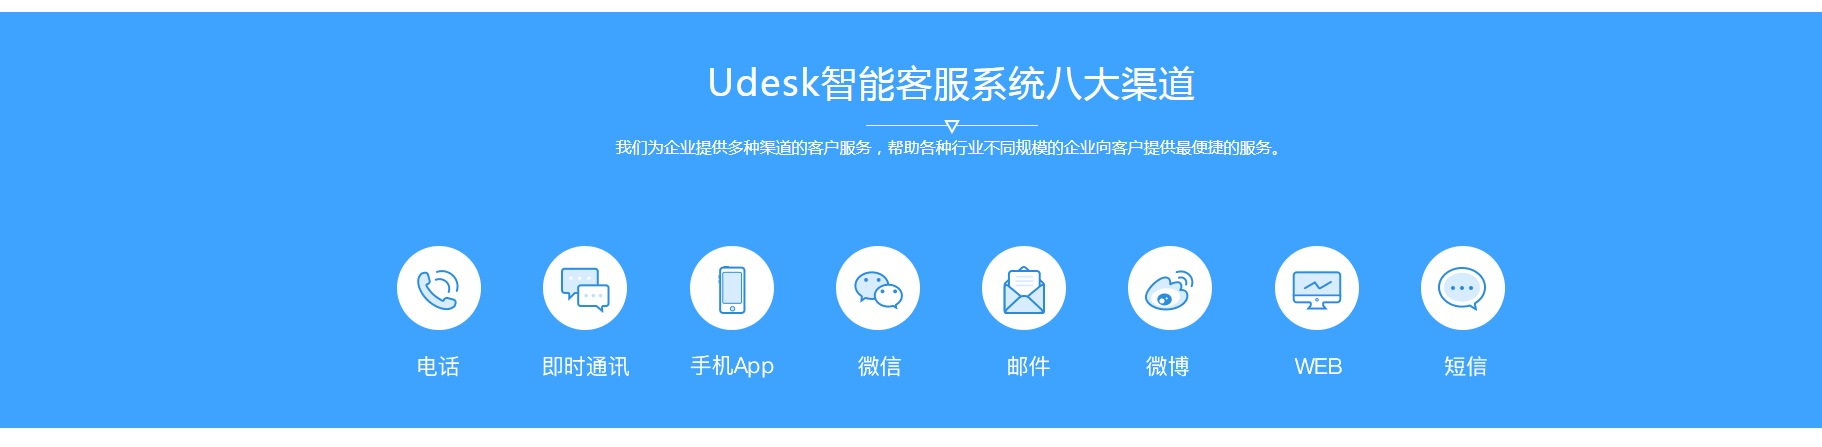 Udesk智能客服系统八大渠道
我们为企业提供多种渠道的客户服务，帮助各种行业不同规模的企业向客户提供最便捷的服务。
电话 即时通讯 手机App 微信 邮件 微博 WEB 短信